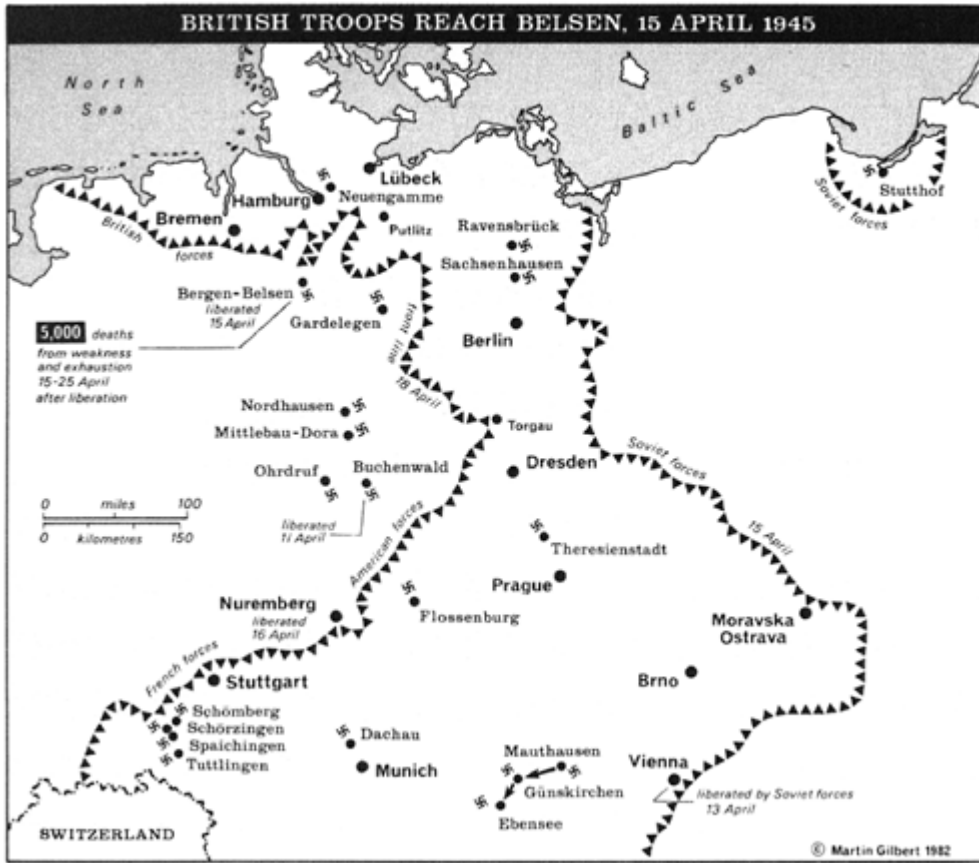 BRITISH TROOPS REACH BELSEN, 15 APRIL 1945
North
Sea
Baltic Sea
Lübeck
Neuengamme
Hamburg
Putlitz
Bremen
British
forces
Ravensbrück
Sachsenhausen
Stutthof
Soviet forces
Bergen-Belsen
liberated
15 April
Gardelegen
Berlin
5,000 deaths
from weakness
and exhaustion
15-25 April
after liberation
front line
18 April
Nordhausen
Mittlebau-Dora
Torgau
Dresden
Soviet forces
15 April
Ohrdruf
Buchenwald
liberated
11 April
0 miles 100
0 kilometres 150
American forces
Theresienstadt
Prague
Nuremberg
liberated
16 April
Flossenburg
Moravska
Ostrava
French forces
Stuttgart
Brno
Schömberg
Schörzingen
Spaichingen
Tuttlingen
Dachau
Munich
Mauthausen
Günskirchen
Ebensee
Vienna
liberated by Soviet forces
13 April
SWITZERLAND
© Martin Gilbert 1982